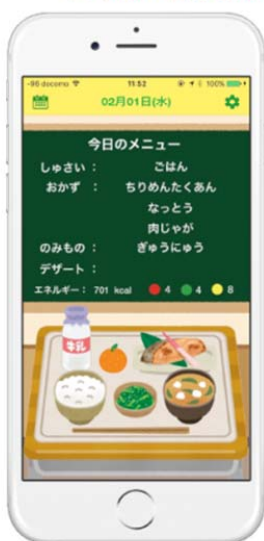 -96 docomo 11:52 100%
02月01日(水)
今日のメニュー
しゅさい： ごはん
おかず ： ちりめんたくあん
なっとう
肉じゃが
のみもの： ぎゅうにゅう
デザート：
エネルギー： 701 kcal 4 4 8
牛乳